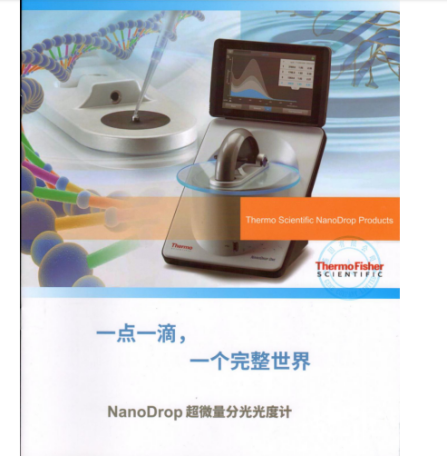 Thermo Scientific NanoDrop Products
Thermo
ThermoFisher
SCIENTIFIC
一点一滴，
一个完整世界
NanoDrop 超微量分光光度计